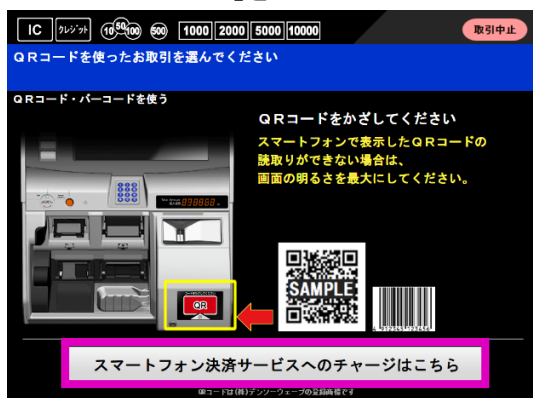 IC クレジット 10 50 100 500 1000 2000 5000 10000 取引中止
QRコードを使ったお取引を選んでください
QRコード・バーコードを使う
QRコードをかざしてください
スマートフォンで表示したQRコードの
読取りができない場合は、
画面の明るさを最大にしてください。
SAMPLE
QR
スマートフォン決済サービスへのチャージはこちら
QRコードは(株)デンソーウェーブの登録商標です